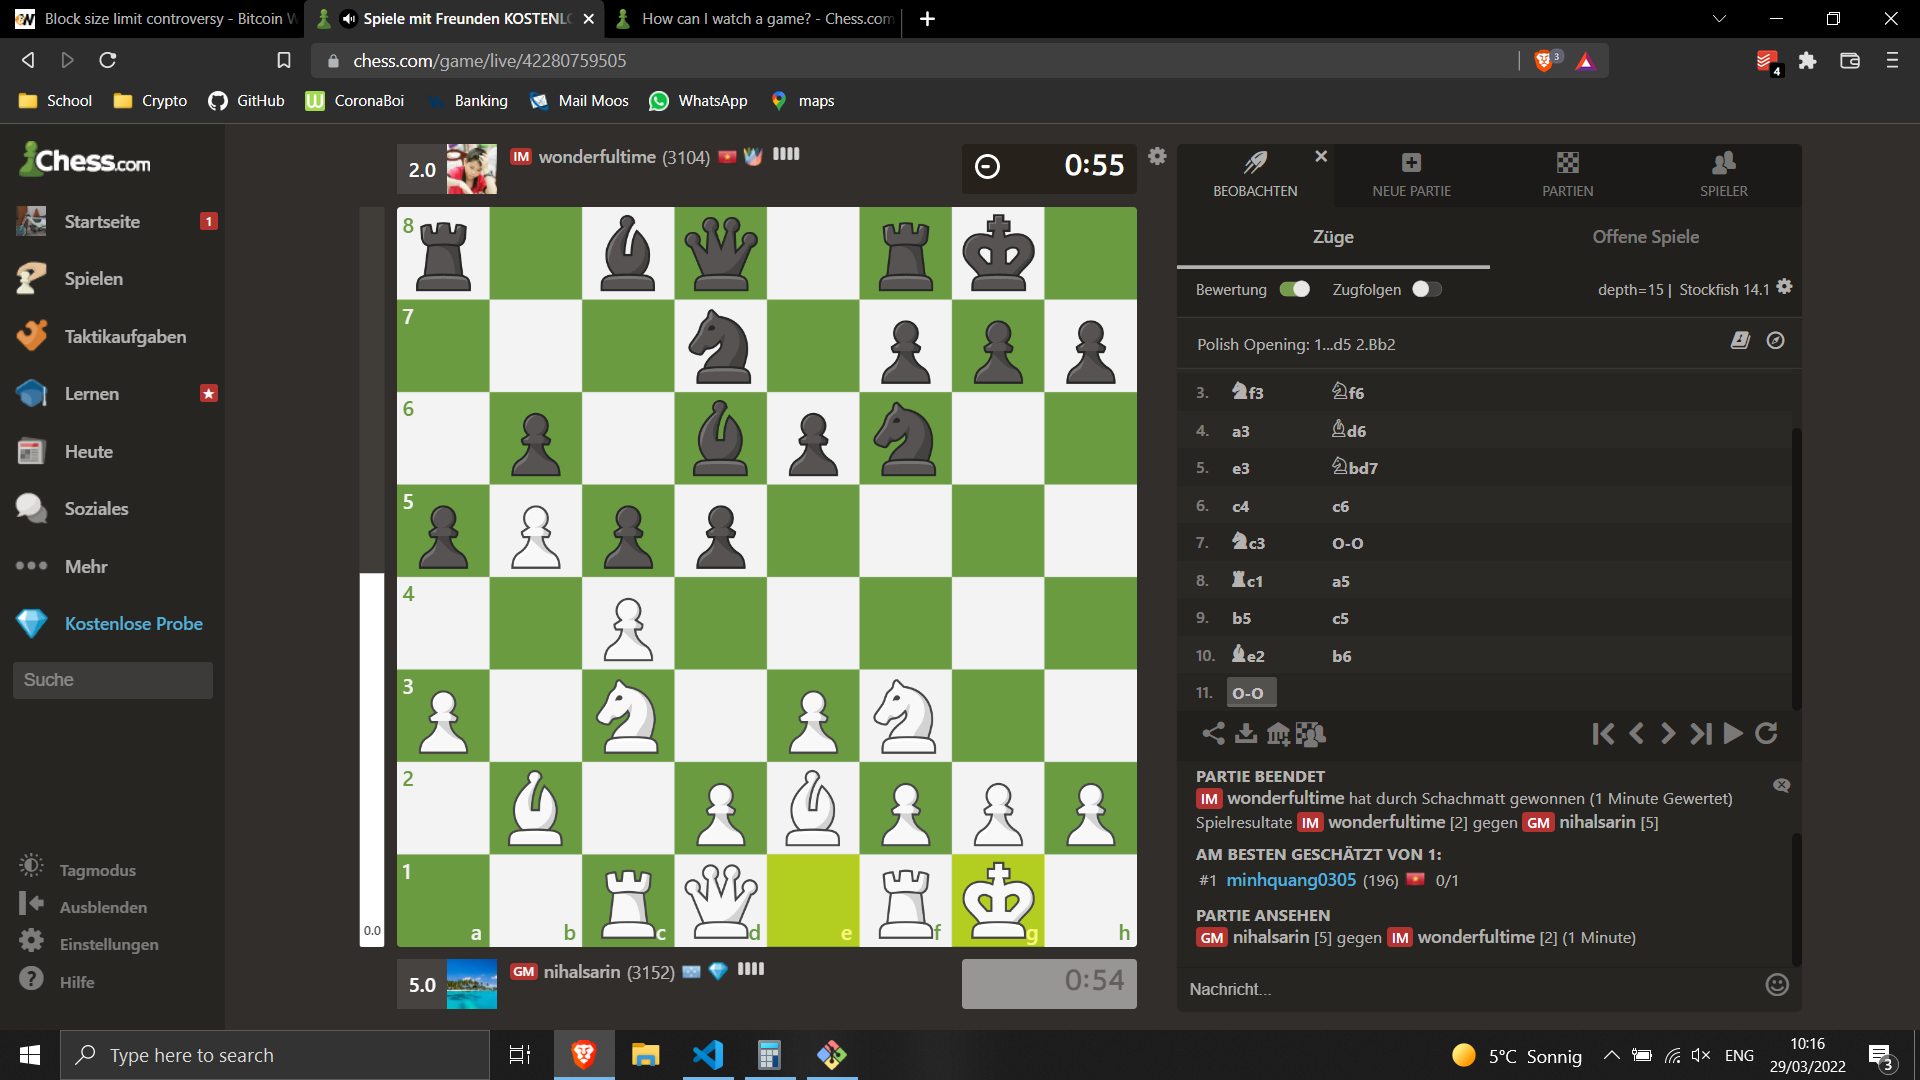 Block size limit controversy - Bitcoin W
Spiele mit Freunden KOSTENLO
How can I watch a game? - Chess.com
chess.com/game/live/42280759505
3
4
School
Crypto
GitHub
CoronaBoi
Banking
Mail Moos
WhatsApp
maps
Chess.com
Startseite
1
Spielen
Taktikaufgaben
Lernen
Heute
Soziales
Mehr
Kostenlose Probe
Suche
Tagmodus
Ausblenden
Einstellungen
Hilfe
2.0
IM wonderfultime (3104)
0:55
8
7
6
5
4
3
2
1
a b c d e f g h
0.0
5.0
GM nihalsarin (3152)
0:54
BEOBACHTEN
NEUE PARTIE
PARTIEN
SPIELER
Züge
Offene Spiele
Bewertung
Zugfolgen
depth=15 | Stockfish 14.1
Polish Opening: 1...d5 2.Bb2
3. f3 f6
4. a3 d6
5. e3 bd7
6. c4 c6
7. c3 O-O
8. c1 a5
9. b5 c5
10. e2 b6
11. O-O
PARTIE BEENDET
IM wonderfultime hat durch Schachmatt gewonnen (1 Minute Gewertet)
Spielresultate IM wonderfultime [2] gegen GM nihalsarin [5]
AM BESTEN GESCHÄTZT VON 1:
#1 minhquang0305 (196) 0/1
PARTIE ANSEHEN
GM nihalsarin [5] gegen IM wonderfultime [2] (1 Minute)
Nachricht...
Type here to search
5°C Sonnig
ENG
10:16
29/03/2022
3